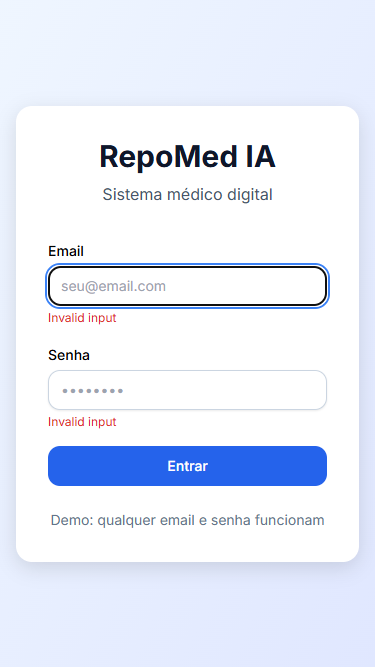 RepoMed IA
Sistema médico digital
Email
seu@email.com
Invalid input
Senha
••••••••
Invalid input
Entrar
Demo: qualquer email e senha funcionam